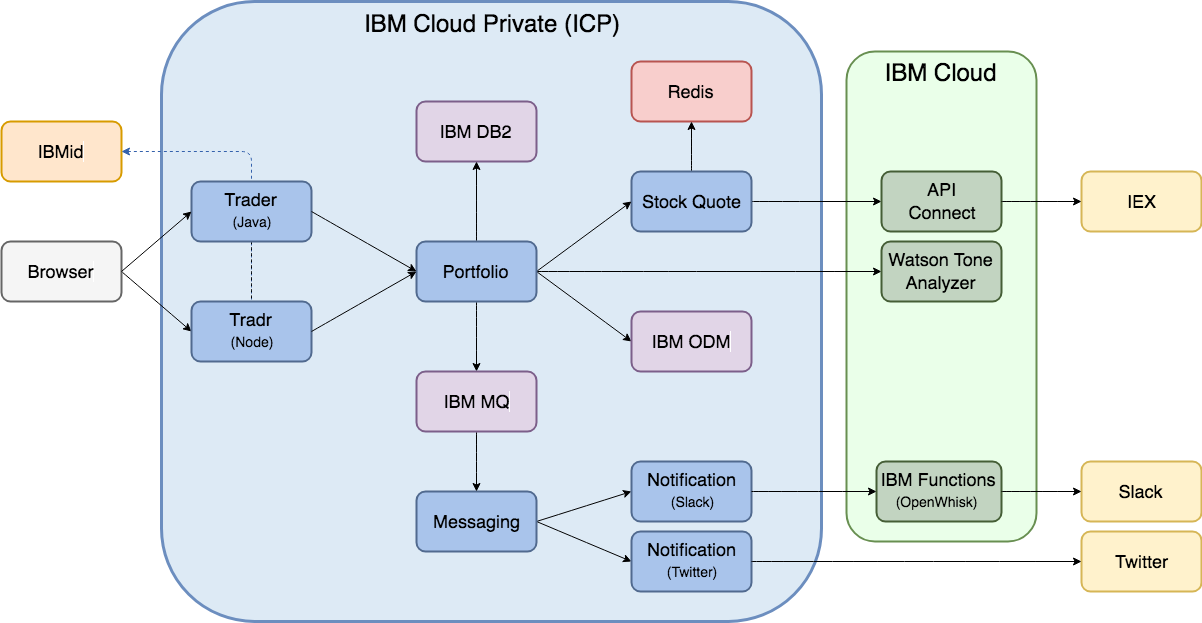 IBM Cloud Private (ICP)
IBM Cloud
Redis
IBM DB2
IBMid
Trader
(Java)
Stock Quote
API
Connect
IEX
Browser
Portfolio
Watson Tone
Analyzer
Tradr
(Node)
IBM ODM
IBM MQ
Notification
(Slack)
IBM Functions
(OpenWhisk)
Slack
Messaging
Notification
(Twitter)
Twitter